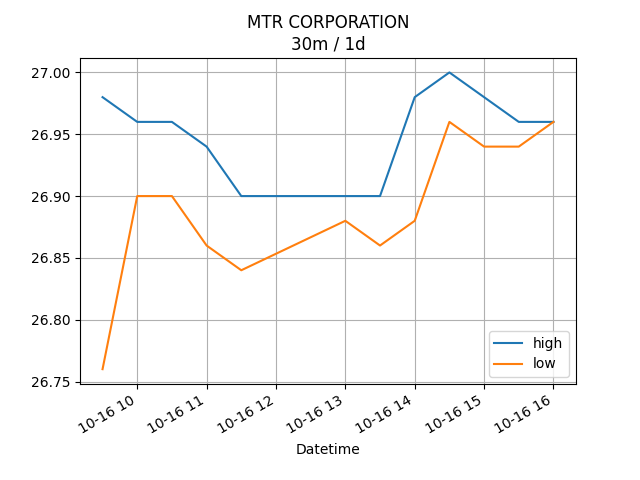 MTR CORPORATION
30m / 1d
27.00
26.95
26.90
26.85
26.80
26.75
high
low
10-16 10
10-16 11
10-16 12
10-16 13
10-16 14
10-16 15
10-16 16
Datetime